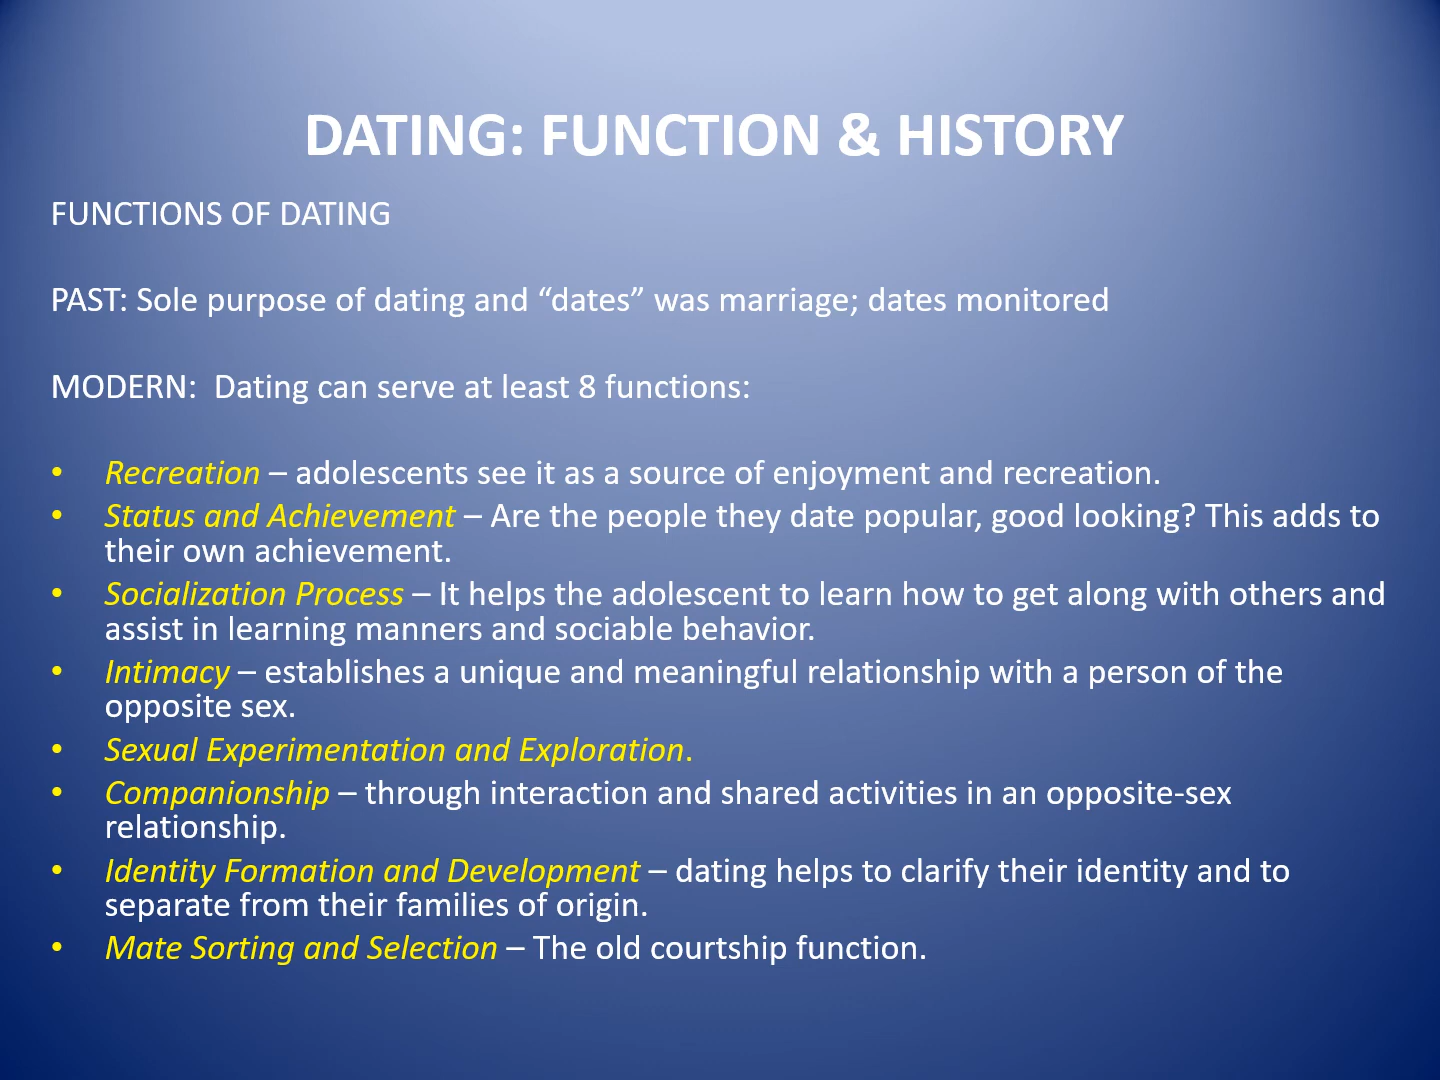 DATING: FUNCTION & HISTORY
FUNCTIONS OF DATING
PAST: Sole purpose of dating and “dates” was marriage; dates monitored
MODERN:  Dating can serve at least 8 functions:
• Recreation – adolescents see it as a source of enjoyment and recreation.
• Status and Achievement – Are the people they date popular, good looking? This adds to
their own achievement.
• Socialization Process – It helps the adolescent to learn how to get along with others and
assist in learning manners and sociable behavior.
• Intimacy – establishes a unique and meaningful relationship with a person of the
opposite sex.
• Sexual Experimentation and Exploration.
• Companionship – through interaction and shared activities in an opposite-sex
relationship.
• Identity Formation and Development – dating helps to clarify their identity and to
separate from their families of origin.
• Mate Sorting and Selection – The old courtship function.